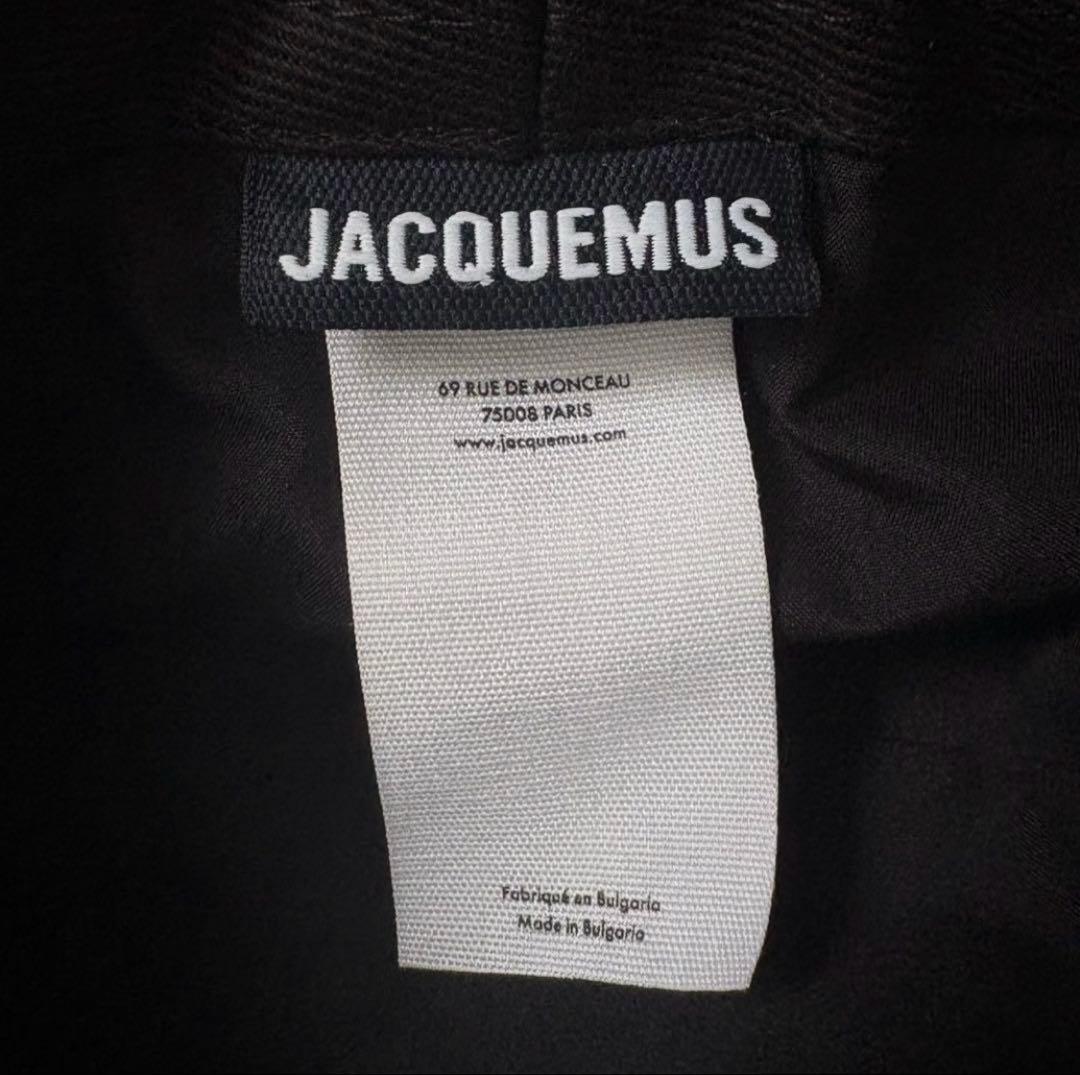 JACQUEMUS
69 RUE DE MONCEAU
75008 PARIS
www.jacquemus.com
Fabriqué en Bulgaria
Made in Bulgaria